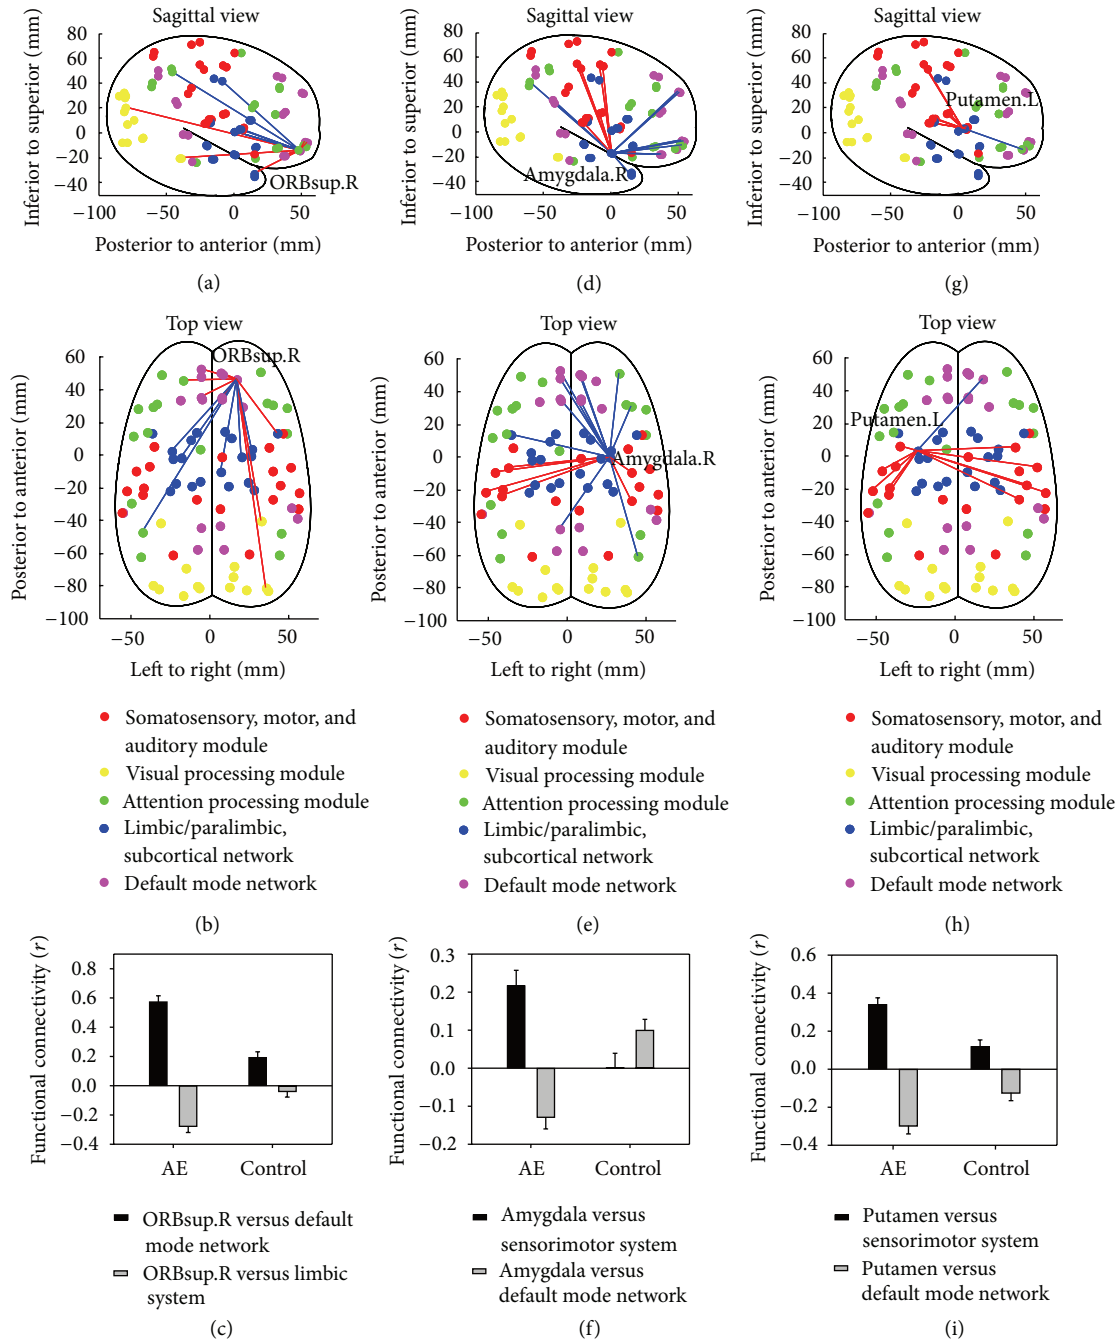 Sagittal view
Inferior to superior (mm)
80
60
40
20
0
−20
−40
ORBsup.R
−100
−50
0
50
Posterior to anterior (mm)
(a)
Sagittal view
Inferior to superior (mm)
80
60
40
20
0
−20
−40
Amygdala.R
−100
−50
0
50
Posterior to anterior (mm)
(d)
Sagittal view
Inferior to superior (mm)
80
60
40
20
0
−20
−40
Putamen.L
−100
−50
0
50
Posterior to anterior (mm)
(g)
Top view
Posterior to anterior (mm)
60
40
20
0
−20
−40
−60
−80
−100
ORBsup.R
−50
0
50
Left to right (mm)
Somatosensory, motor, and
auditory module
Visual processing module
Attention processing module
Limbic/paralimbic,
subcortical network
Default mode network
(b)
Top view
Posterior to anterior (mm)
60
40
20
0
−20
−40
−60
−80
−100
Amygdala.R
−50
0
50
Left to right (mm)
Somatosensory, motor, and
auditory module
Visual processing module
Attention processing module
Limbic/paralimbic,
subcortical network
Default mode network
(e)
Top view
Posterior to anterior (mm)
60
40
20
0
−20
−40
−60
−80
−100
Putamen.L
−50
0
50
Left to right (mm)
Somatosensory, motor, and
auditory module
Visual processing module
Attention processing module
Limbic/paralimbic,
subcortical network
Default mode network
(h)
Functional connectivity (r)
0.8
0.6
0.4
0.2
0.0
−0.2
−0.4
AE
Control
ORBsup.R versus default
mode network
ORBsup.R versus limbic
system
(c)
Functional connectivity (r)
0.3
0.2
0.1
0.0
−0.1
−0.2
AE
Control
Amygdala versus
sensorimotor system
Amygdala versus
default mode network
(f)
Functional connectivity (r)
0.6
0.4
0.2
0.0
−0.2
−0.4
AE
Control
Putamen versus
sensorimotor system
Putamen versus
default mode network
(i)